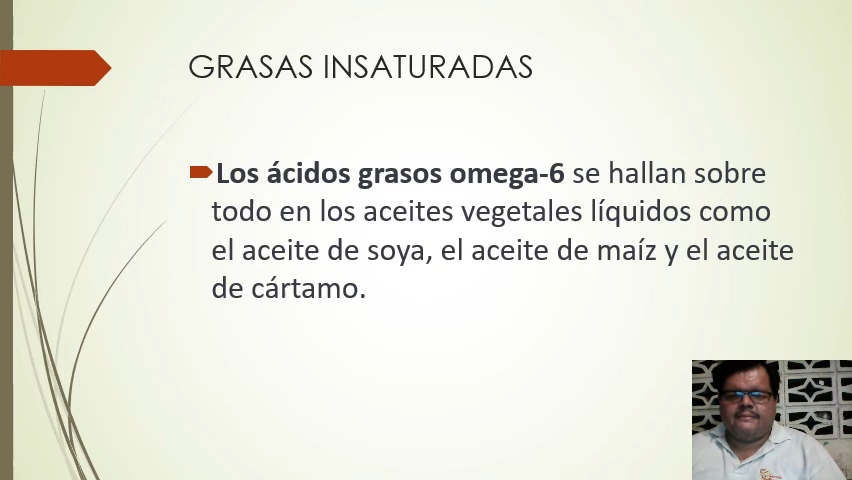 GRASAS INSATURADAS
Los ácidos grasos omega-6 se hallan sobre
todo en los aceites vegetales líquidos como
el aceite de soya, el aceite de maíz y el aceite
de cártamo.